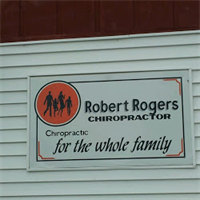 Robert Rogers
CHIROPRACTOR
Chiropractic
for the whole family